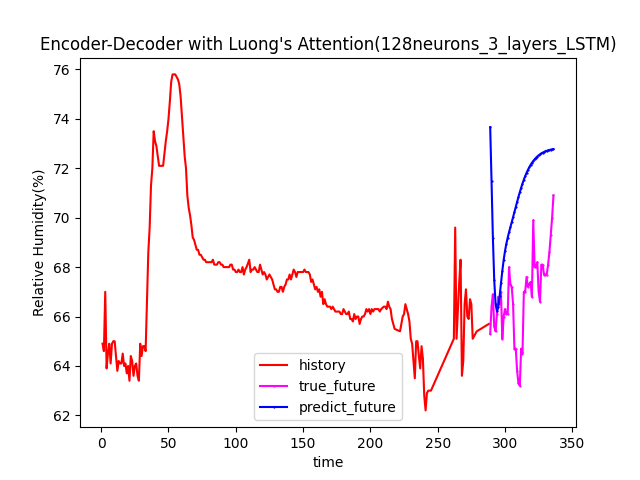 Encoder-Decoder with Luong's Attention(128neurons_3_layers_LSTM)
76
74
72
70
68
66
64
62
Relative Humidity(%)
history
true_future
predict_future
0 50 100 150 200 250 300 350
time